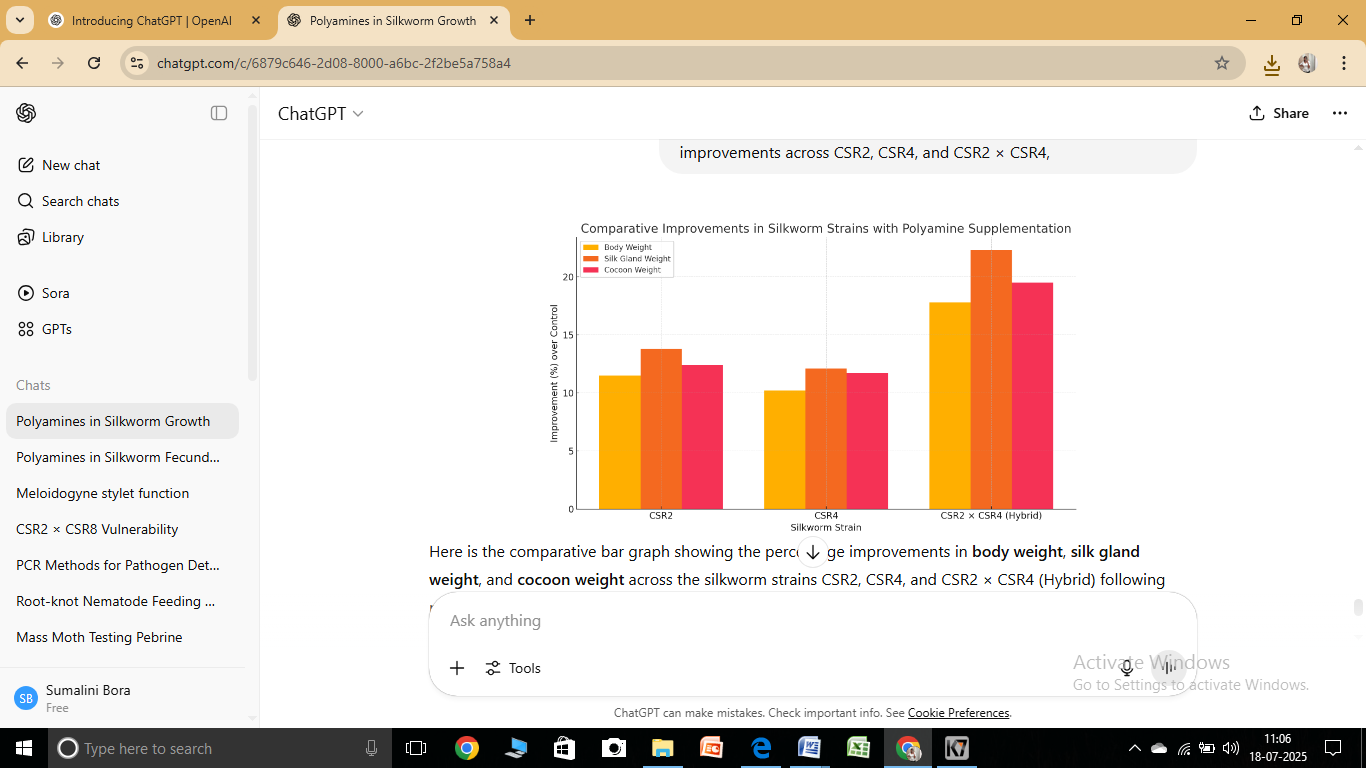 Introducing ChatGPT | OpenAI
Polyamines in Silkworm Growth
chatgpt.com/c/6879c646-2d08-8000-a6bc-2f2be5a758a4
ChatGPT
Share
New chat
Search chats
Library
Sora
GPTs
Chats
Polyamines in Silkworm Growth
Polyamines in Silkworm Fecund...
Meloidogyne stylet function
CSR2 × CSR8 Vulnerability
PCR Methods for Pathogen Det...
Root-knot Nematode Feeding ...
Mass Moth Testing Pebrine
SB
Sumalini Bora
Free
improvements across CSR2, CSR4, and CSR2 × CSR4,
Comparative Improvements in Silkworm Strains with Polyamine Supplementation
Body Weight
Silk Gland Weight
Cocoon Weight
Improvement (%) over Control
20
15
10
5
0
CSR2
CSR4
CSR2 × CSR4 (Hybrid)
Silkworm Strain
Here is the comparative bar graph showing the perc ge improvements in body weight, silk gland
weight, and cocoon weight across the silkworm strains CSR2, CSR4, and CSR2 × CSR4 (Hybrid) following
Ask anything
Tools
Activate Windows
Go to Settings to activate Windows.
ChatGPT can make mistakes. Check important info. See Cookie Preferences.
Type here to search
11:06
18-07-2025